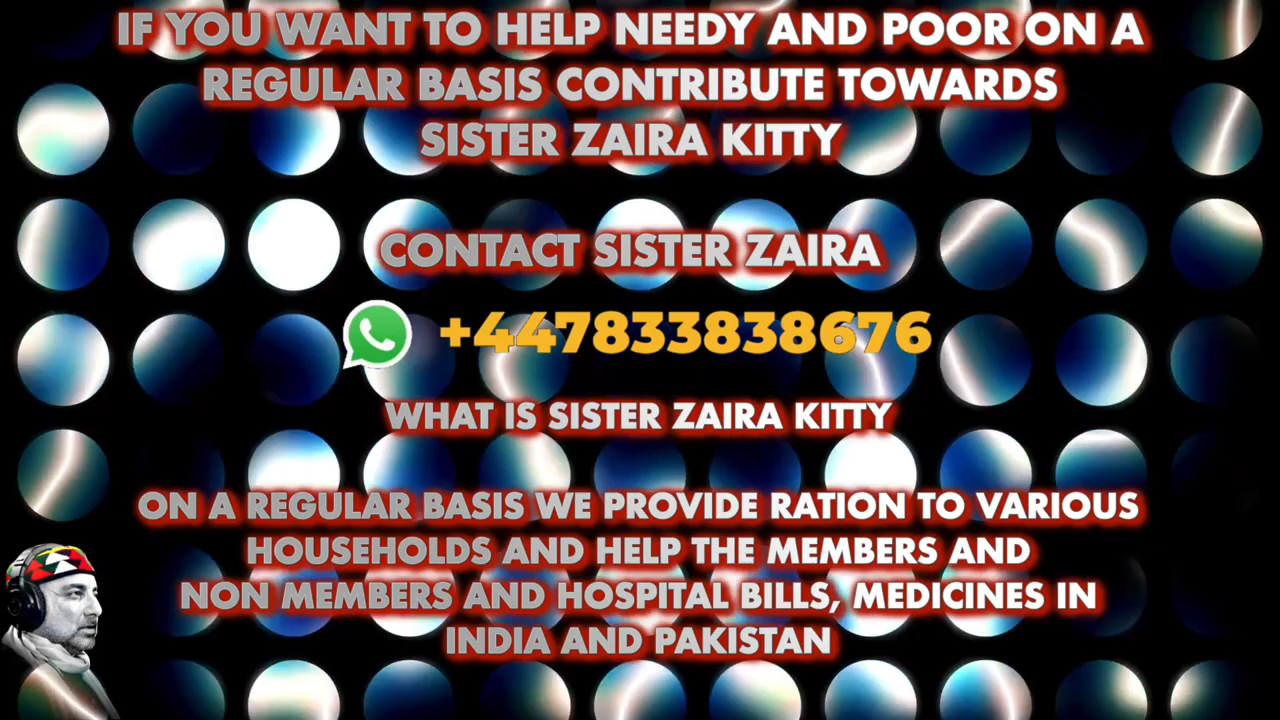 IF YOU WANT TO HELP NEEDY AND POOR ON A
REGULAR BASIS CONTRIBUTE TOWARDS
SISTER ZAIRA KITTY
CONTACT SISTER ZAIRA
+447833838676
WHAT IS SISTER ZAIRA KITTY
ON A REGULAR BASIS WE PROVIDE RATION TO VARIOUS
HOUSEHOLDS AND HELP THE MEMBERS AND
NON MEMBERS AND HOSPITAL BILLS, MEDICINES IN
INDIA AND PAKISTAN